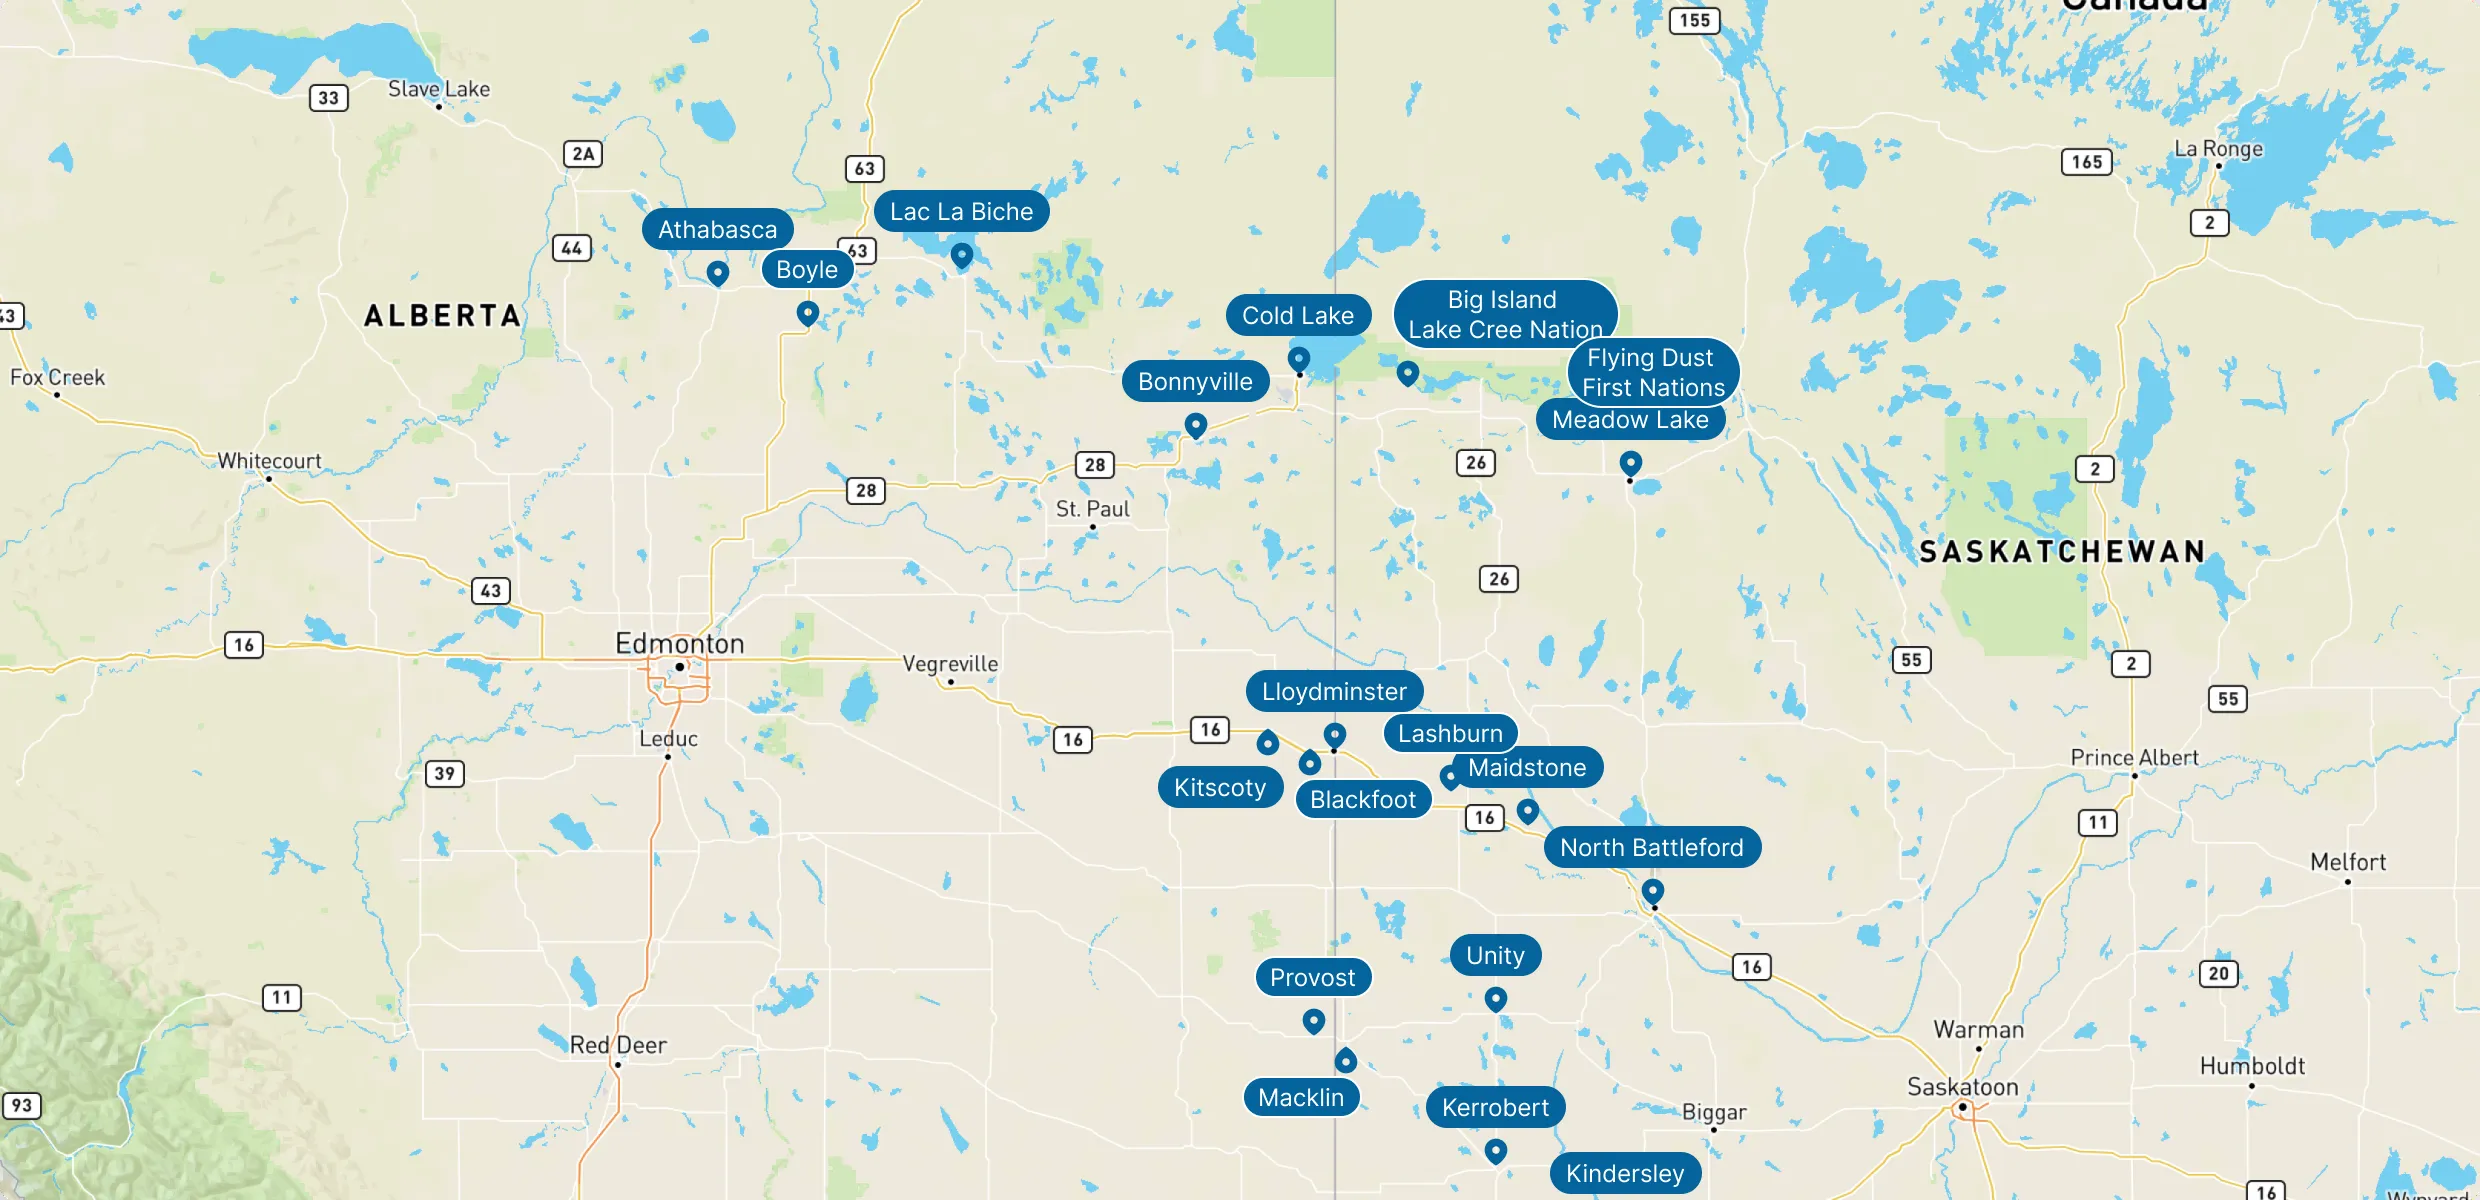 Canada
155
Slave Lake
33
2A
La Ronge
165
63
Lac La Biche
2
Athabasca
44
63
Boyle
Big Island
Lake Cree Nation
ALBERTA
43
Cold Lake
Flying Dust
First Nations
Fox Creek
Bonnyville
Meadow Lake
Whitecourt
28
26
2
28
St. Paul
SASKATCHEWAN
26
43
16
Edmonton
Vegreville
55
2
Lloydminster
55
16
16
Lashburn
Leduc
Prince Albert
39
Maidstone
Kitscoty
Blackfoot
16
11
North Battleford
Melfort
Unity
16
20
Provost
11
Warman
Red Deer
Humboldt
Saskatoon
Macklin
93
Kerrobert
Biggar
Kindersley
16
Wynyard